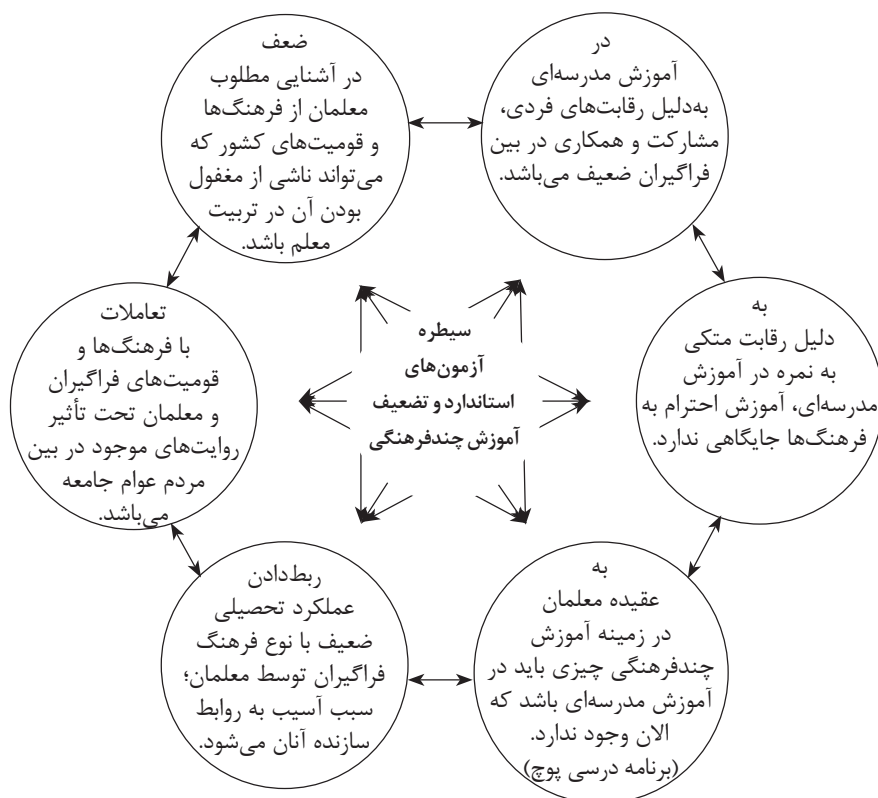 در
آموزش مدرسه‌ای
به‌دلیل رقابت‌های فردی،
مشارکت و همکاری در بین
فراگیران ضعیف می‌باشد.
به
دلیل رقابت متکی
به نمره در آموزش
مدرسه‌ای، آموزش احترام به
فرهنگ‌ها جایگاهی ندارد.
به
عقیده معلمان
در زمینه آموزش
چندفرهنگی چیزی باید در
آموزش مدرسه‌ای باشد که
الان وجود ندارد.
(برنامه درسی پوچ)
ربط‌دادن
عملکرد تحصیلی
ضعیف با نوع فرهنگ
فراگیران توسط معلمان؛
سبب آسیب به روابط
سازنده آنان می‌شود.
تعاملات
با فرهنگ‌ها و
قومیت‌های فراگیران
و معلمان تحت تأثیر
روایت‌های موجود در بین
مردم عوام جامعه
می‌باشد.
ضعف
در آشنایی مطلوب
معلمان از فرهنگ‌ها
و قومیت‌های کشور که
می‌تواند ناشی از مغفول
بودن آن در تربیت
معلم باشد.
سیطره
آزمون‌های
استاندارد و تضعیف
آموزش چندفرهنگی